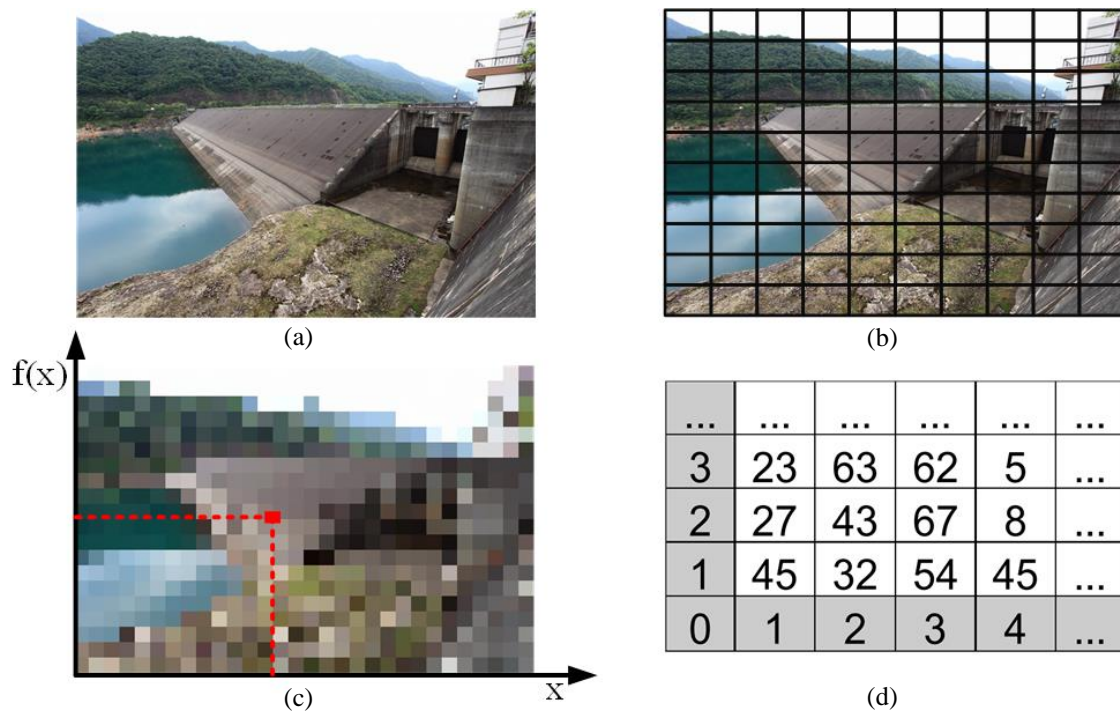 (a)
(b)
f(x)
x
(c)
... ... ... ... ... ...
3 23 63 62 5 ...
2 27 43 67 8 ...
1 45 32 54 45 ...
0 1 2 3 4 ...
(d)